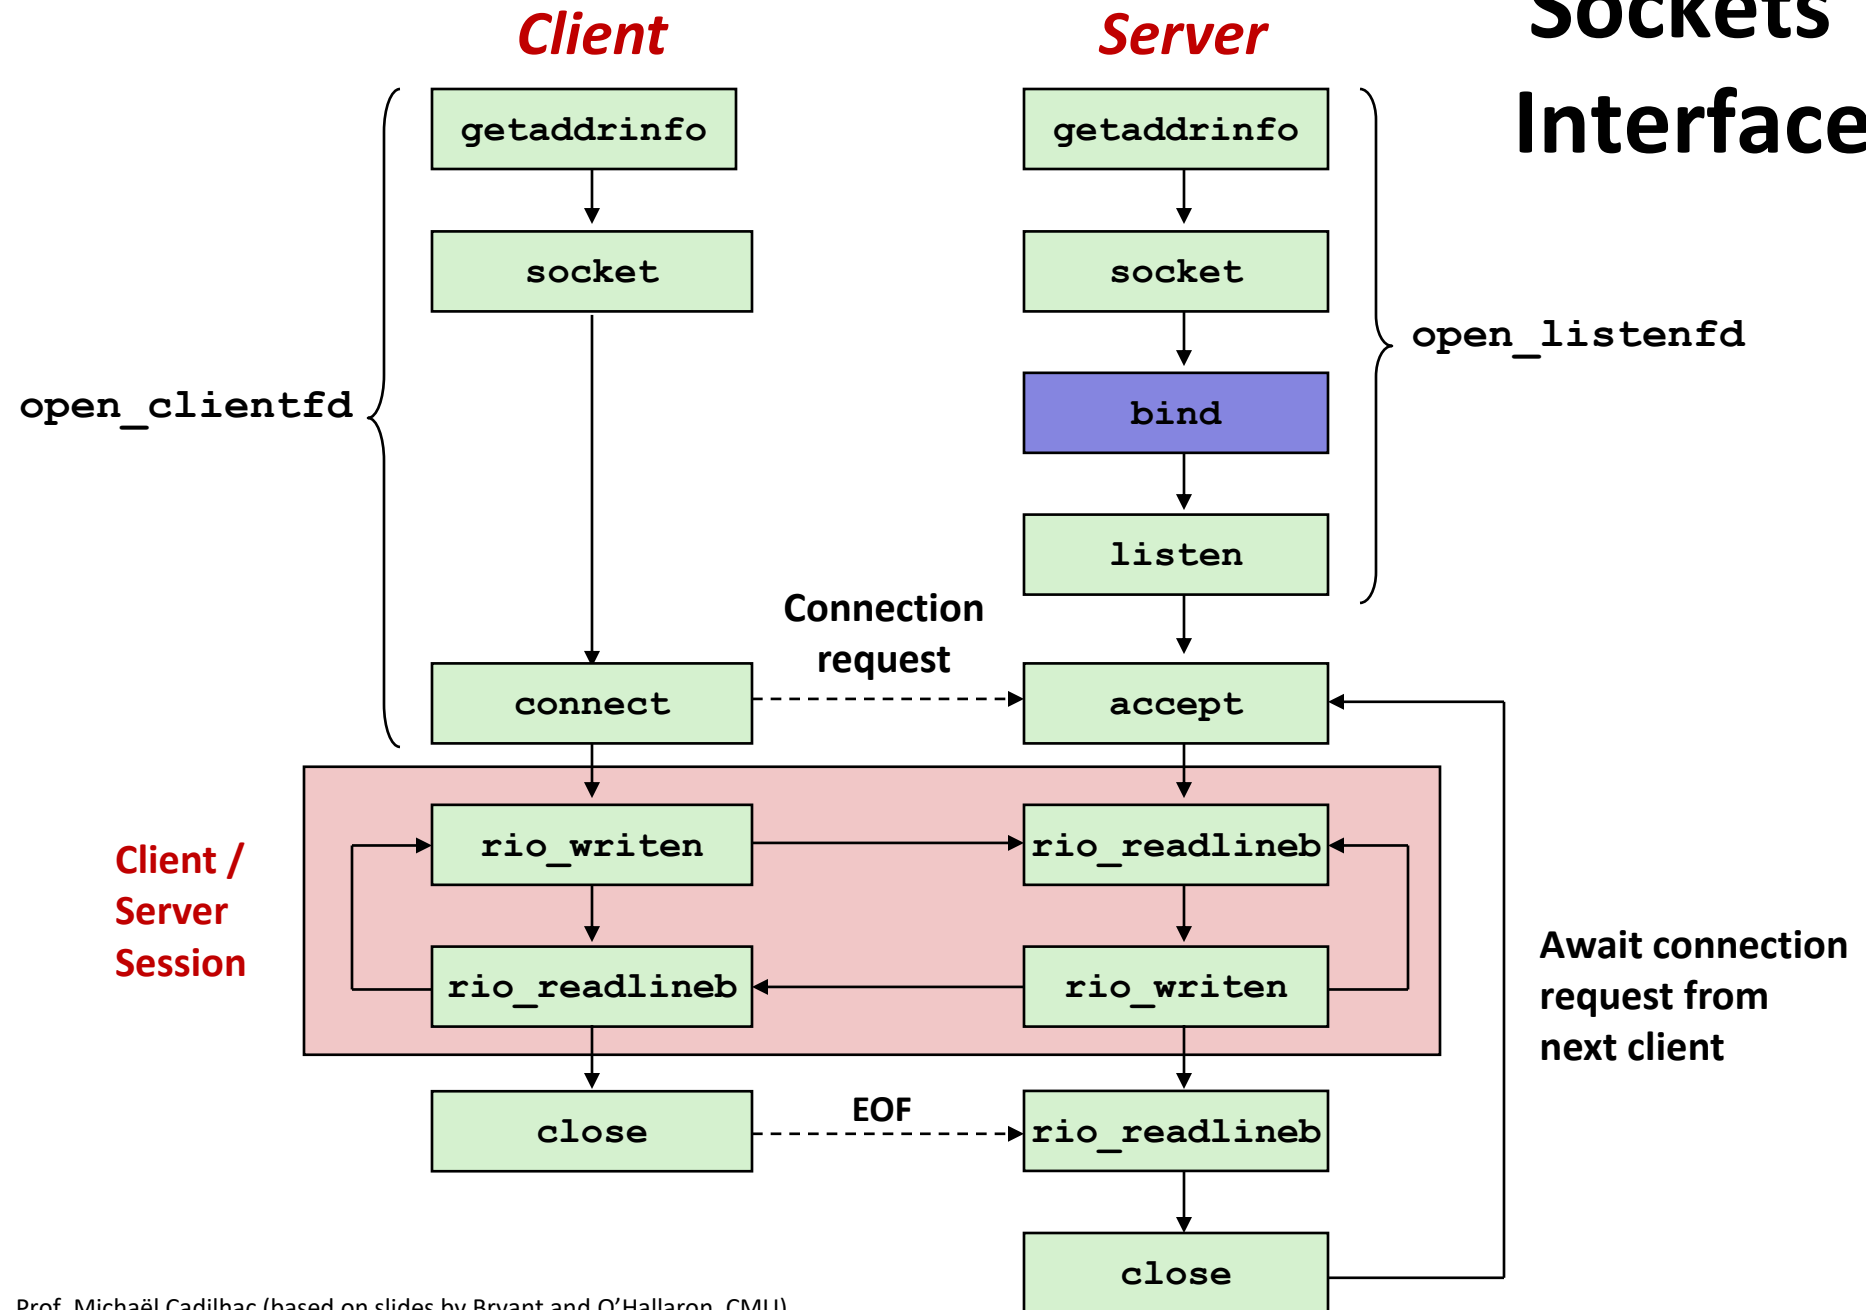 Sockets
Interface
Client
Server
getaddrinfo
getaddrinfo
socket
socket
open_listenfd
open_clientfd
bind
listen
Connection
request
connect
accept
Client /
Server
Session
rio_writen
rio_readlineb
rio_readlineb
rio_writen
Await connection
request from
next client
close
EOF
rio_readlineb
close
Prof. Michaël Cadilhac (based on slides by Bryant and O’Hallaron, CMU)